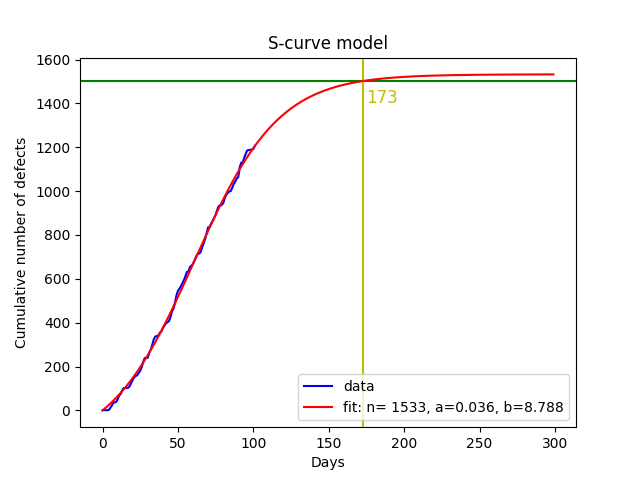 S-curve model
Cumulative number of defects
1600
1400
1200
1000
800
600
400
200
0
173
data
fit: n= 1533, a=0.036, b=8.788
0 50 100 150 200 250 300
Days